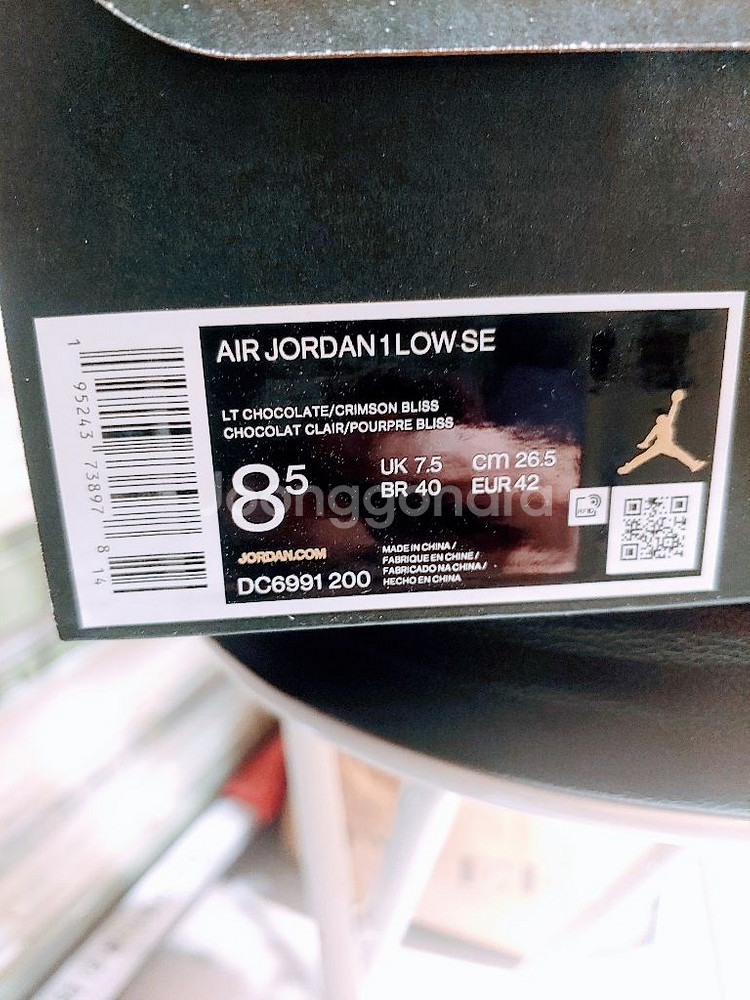 AIR JORDAN 1 LOW SE
LT CHOCOLATE/CRIMSON BLISS
CHOCOLAT CLAIR/POURPRE BLISS
8 5
UK 7.5 cm 26.5
BR 40 EUR 42
Joonggonara
RFID
JORDAN.COM
DC6991 200
MADE IN CHINA /
FABRIQUE EN CHINE /
FABRICADO NA CHINA /
HECHO EN CHINA
1 95243 73897 8 14